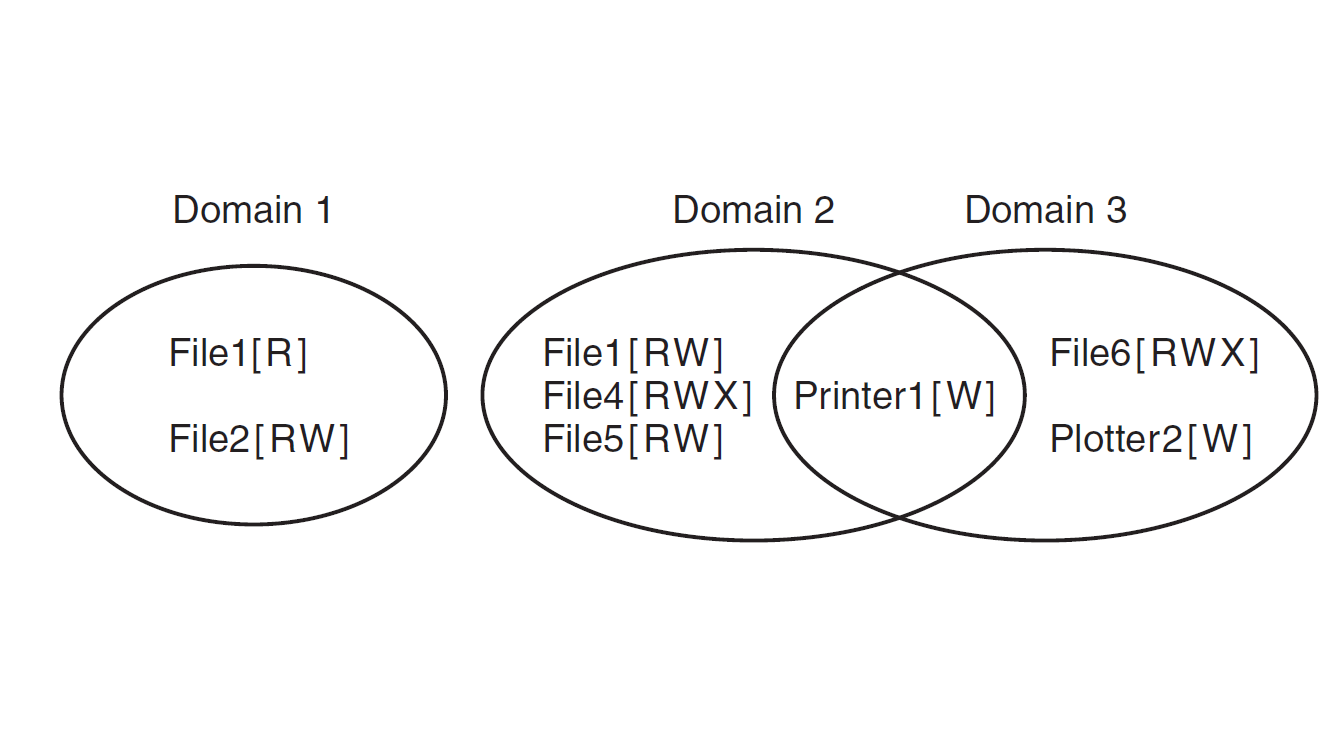 Domain 1
Domain 2
Domain 3
File1[R]
File2[RW]
File1[RW]
File4[RWX]
File5[RW]
Printer1[W]
File6[RWX]
Plotter2[W]